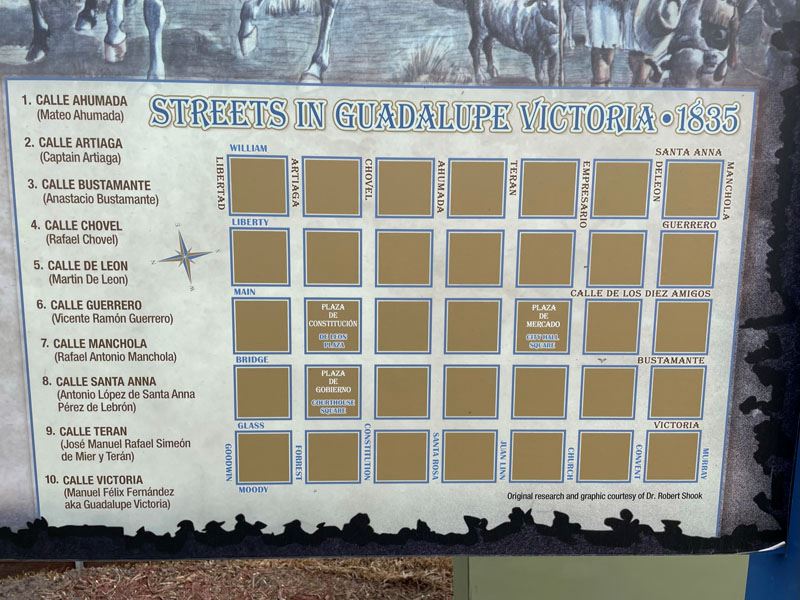 STREETS IN GUADALUPE VICTORIA • 1835
1. CALLE AHUMADA
(Mateo Ahumada)
2. CALLE ARTIAGA
(Captain Artiaga)
3. CALLE BUSTAMANTE
(Anastacio Bustamante)
4. CALLE CHOVEL
(Rafael Chovel)
5. CALLE DE LEON
(Martin De Leon)
6. CALLE GUERRERO
(Vicente Ramón Guerrero)
7. CALLE MANCHOLA
(Rafael Antonio Manchola)
8. CALLE SANTA ANNA
(Antonio López de Santa Anna
Pérez de Lebrón)
9. CALLE TERAN
(José Manuel Rafael Simeón
de Mier y Terán)
10. CALLE VICTORIA
(Manuel Félix Fernández
aka Guadalupe Victoria)
WILLIAM
SANTA ANNA
LIBERTAD
ARTIAGA
CHOVEL
AHUMADA
TERAN
EMPRESARIO
DELEON
MANCHOLA
LIBERTY
GUERRERO
MAIN
CALLE DE LOS DIEZ AMIGOS
PLAZA
DE
CONSTITUCIÓN
DE LEON
PLAZA
PLAZA
DE
MERCADO
CITY HALL
SQUARE
BRIDGE
BUSTAMANTE
PLAZA
DE
GOBIERNO
COURTHOUSE
SQUARE
GLASS
VICTORIA
GOODWIN
FORREST
CONSTITUTION
SANTA ROSA
JUAN LINN
CHURCH
CONVENT
MURRAY
MOODY
Original research and graphic courtesy of Dr. Robert Shook